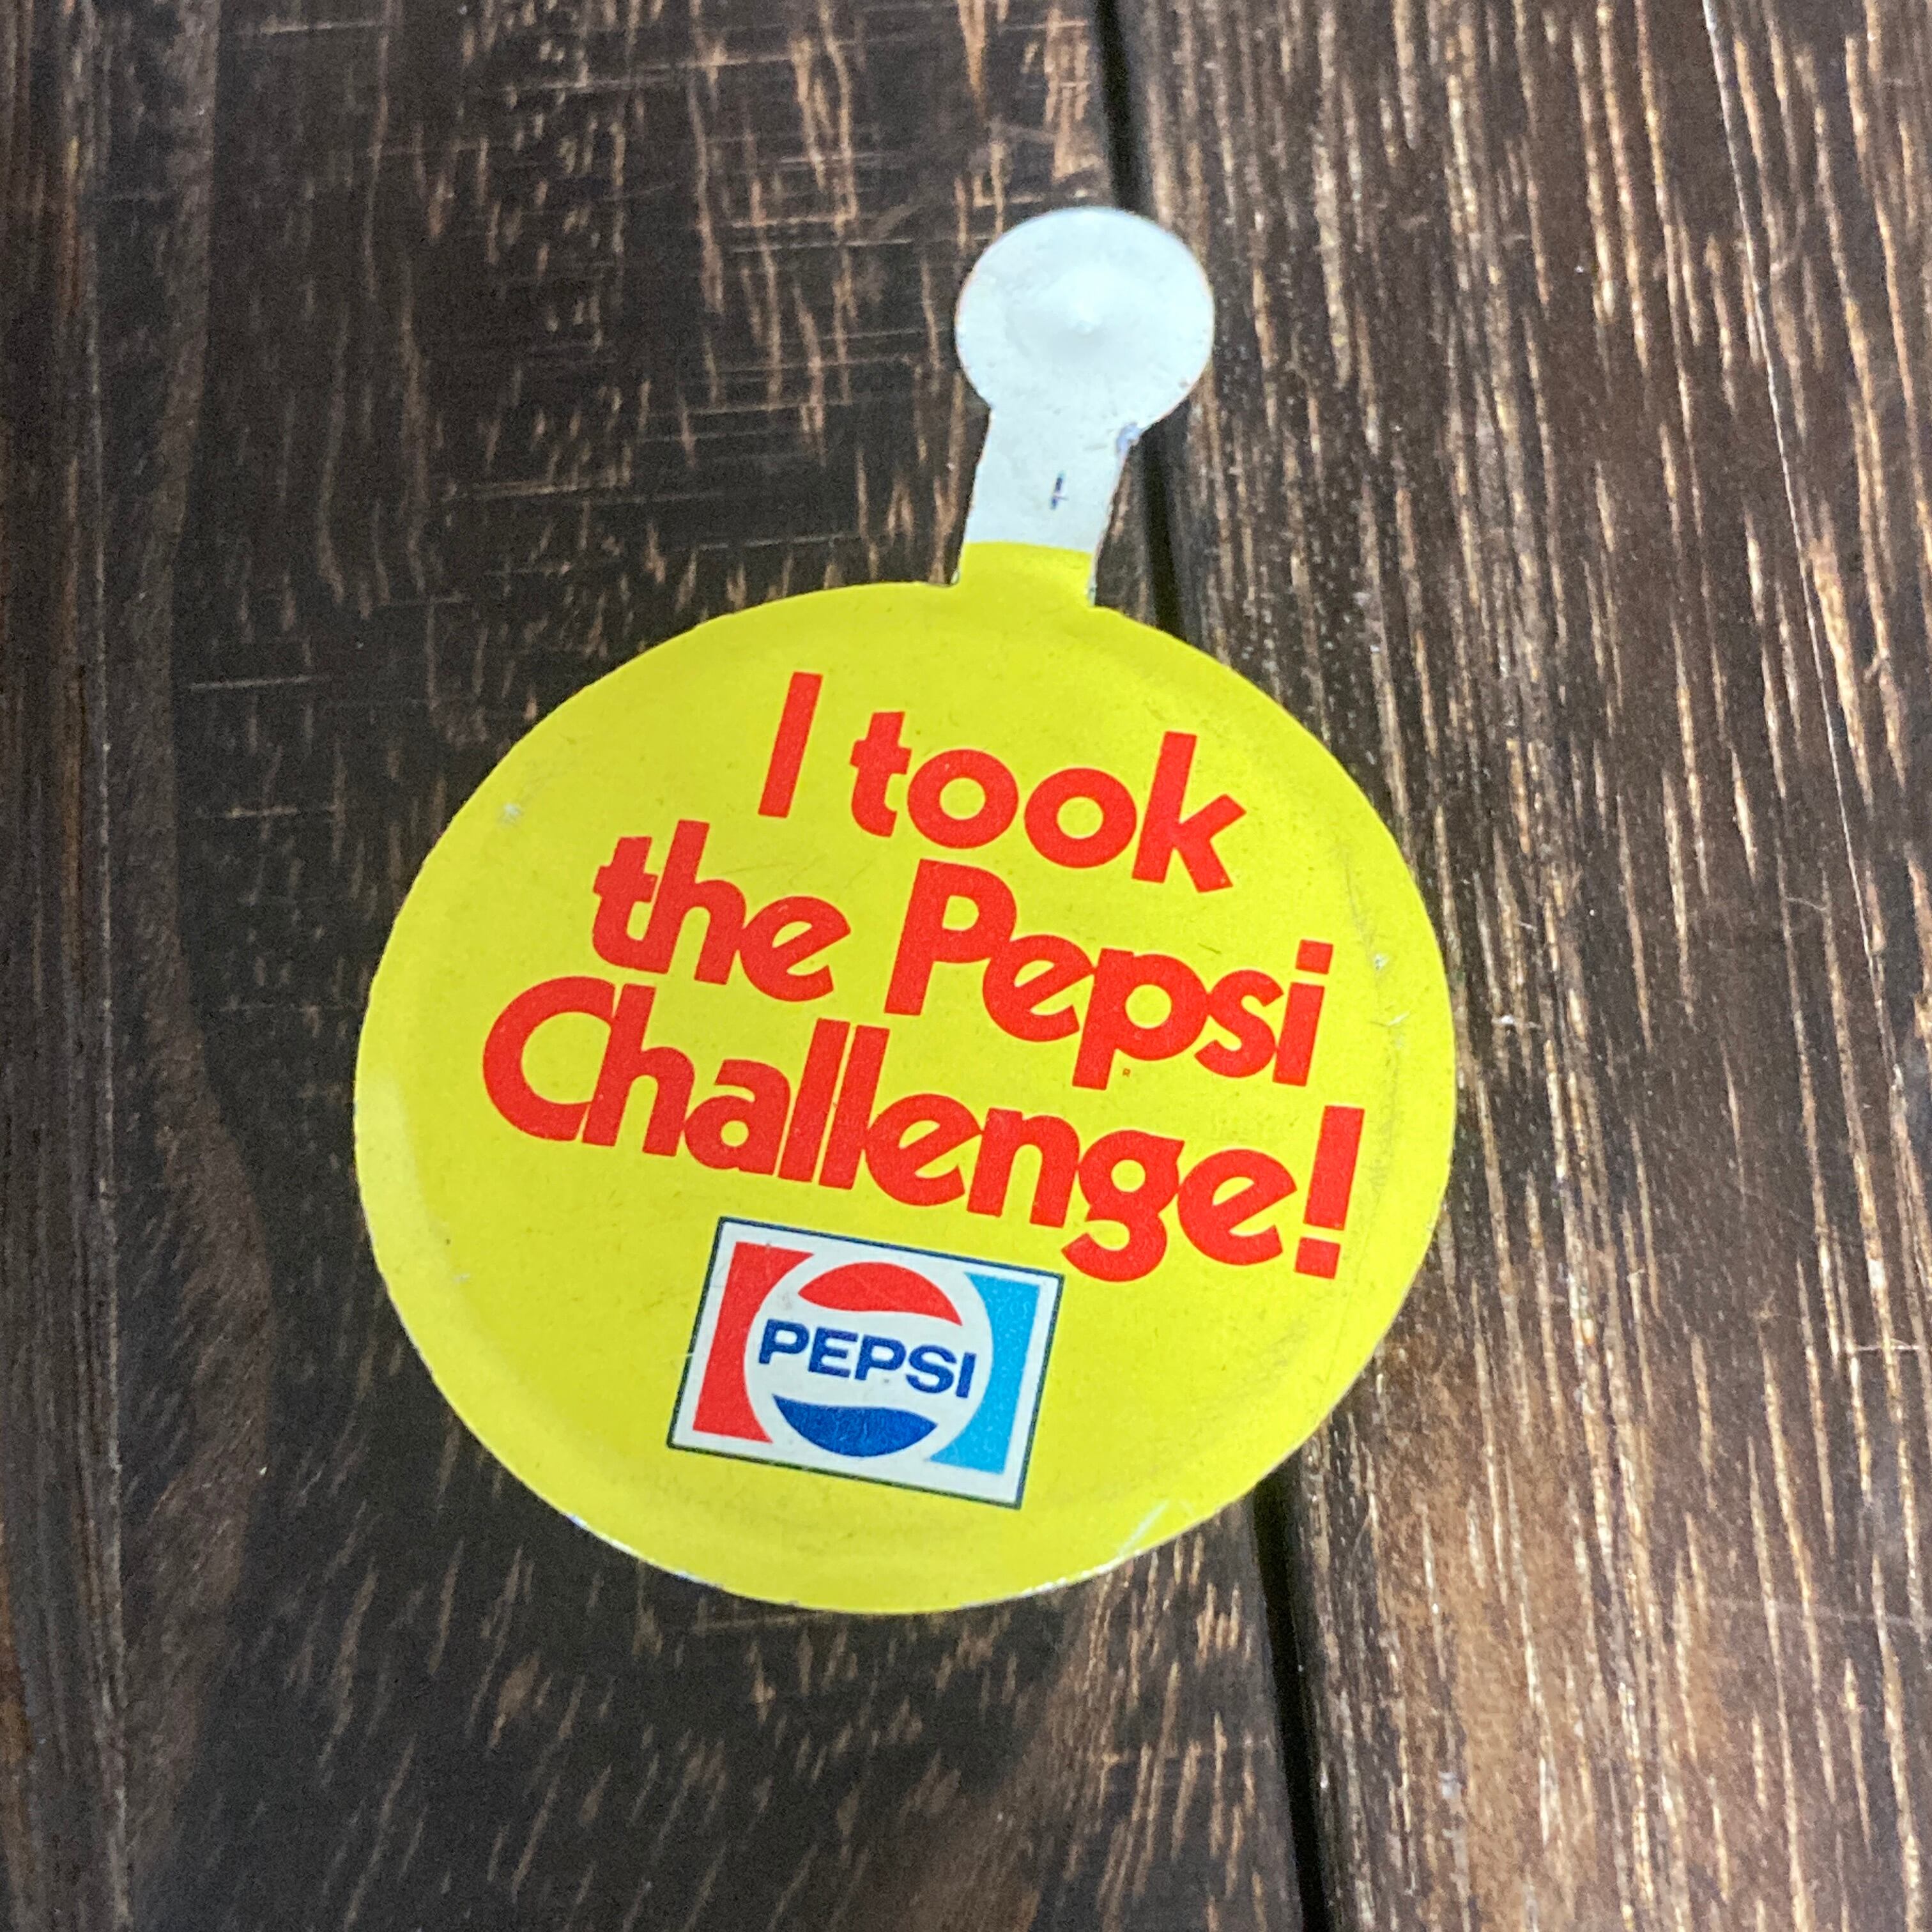 I took
the Pepsi
Challenge!
PEPSI